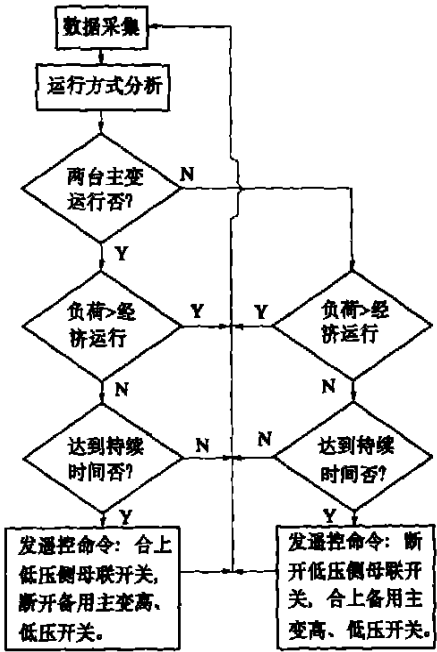 数据采集
运行方式分析
两台主变
运行否?
N
Y
负荷>经
济运行
Y
Y
负荷>经
济运行
N
N
达到持续
时间否?
N
N
达到持续
时间否?
Y
Y
发遥控命令：合上
低压侧母联开关，
断开备用主变高、
低压开关。
发遥控命令：断
开低压侧母联开
关，合上备用主
变高、低压开关。